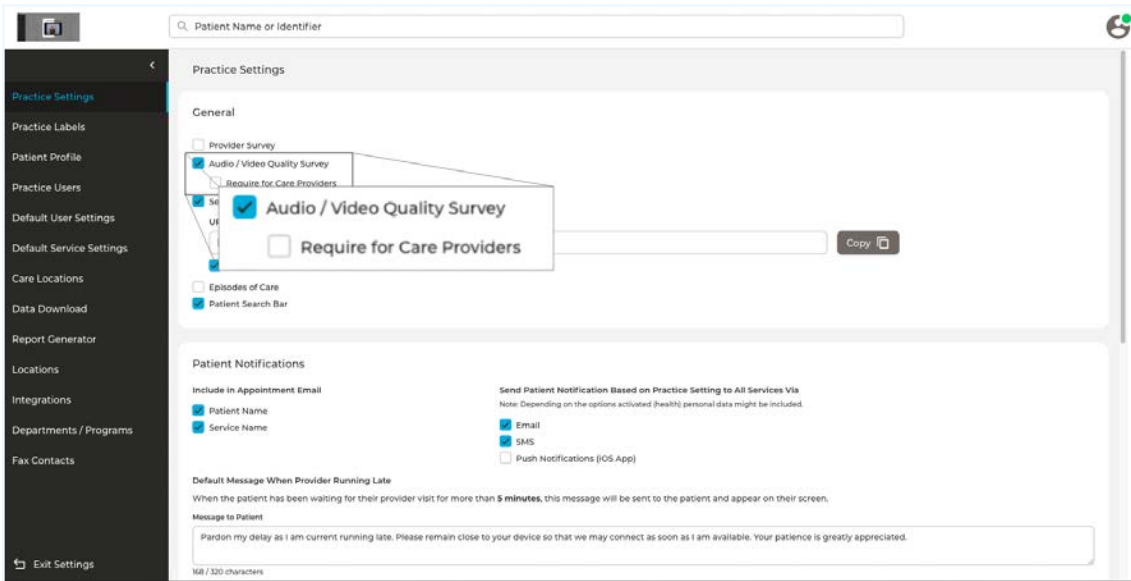 Patient Name or Identifier
Practice Settings
Practice Labels
Patient Profile
Practice Users
Default User Settings
Default Service Settings
Care Locations
Data Download
Report Generator
Locations
Integrations
Departments / Programs
Fax Contacts
Exit Settings
Practice Settings
General
Provider Survey
Audio / Video Quality Survey
Require for Care Providers
Audio / Video Quality Survey
Require for Care Providers
Copy
Episodes of Care
Patient Search Bar
Patient Notifications
Include in Appointment Email
Patient Name
Service Name
Send Patient Notification Based on Practice Setting to All Services Via
Note: Depending on the options activated (health) personal data might be included.
Email
SMS
Push Notifications (iOS App)
Default Message When Provider Running Late
When the patient has been waiting for their provider visit for more than 5 minutes, this message will be sent to the patient and appear on their screen.
Message to Patient
Pardon my delay as I am current running late. Please remain close to your device so that we may connect as soon as I am available. Your patience is greatly appreciated.
168 / 320 characters